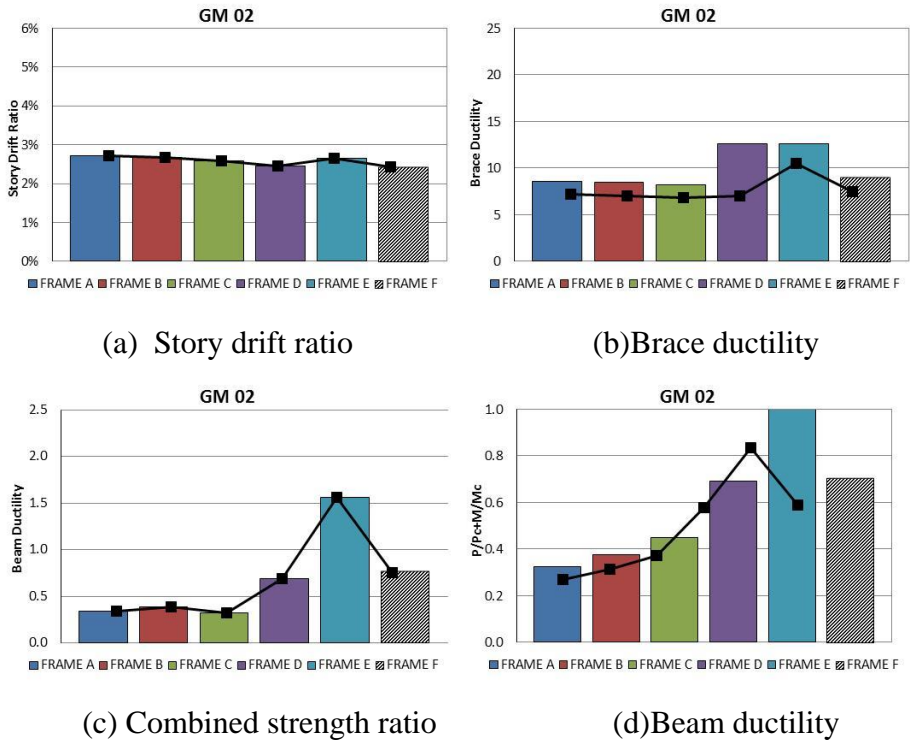 GM 02
6%
5%
4%
3%
2%
1%
0%
Story Drift Ratio
FRAME A FRAME B FRAME C FRAME D FRAME E FRAME F
(a) Story drift ratio
GM 02
25
20
15
10
5
0
Brace Ductility
FRAME A FRAME B FRAME C FRAME D FRAME E FRAME F
(b)Brace ductility
GM 02
2.5
2.0
1.5
1.0
0.5
0.0
Beam Ductility
FRAME A FRAME B FRAME C FRAME D FRAME E FRAME F
(c) Combined strength ratio
GM 02
1.0
0.8
0.6
0.4
0.2
0.0
P/Pc+M/Mc
FRAME A FRAME B FRAME C FRAME D FRAME E FRAME F
(d)Beam ductility